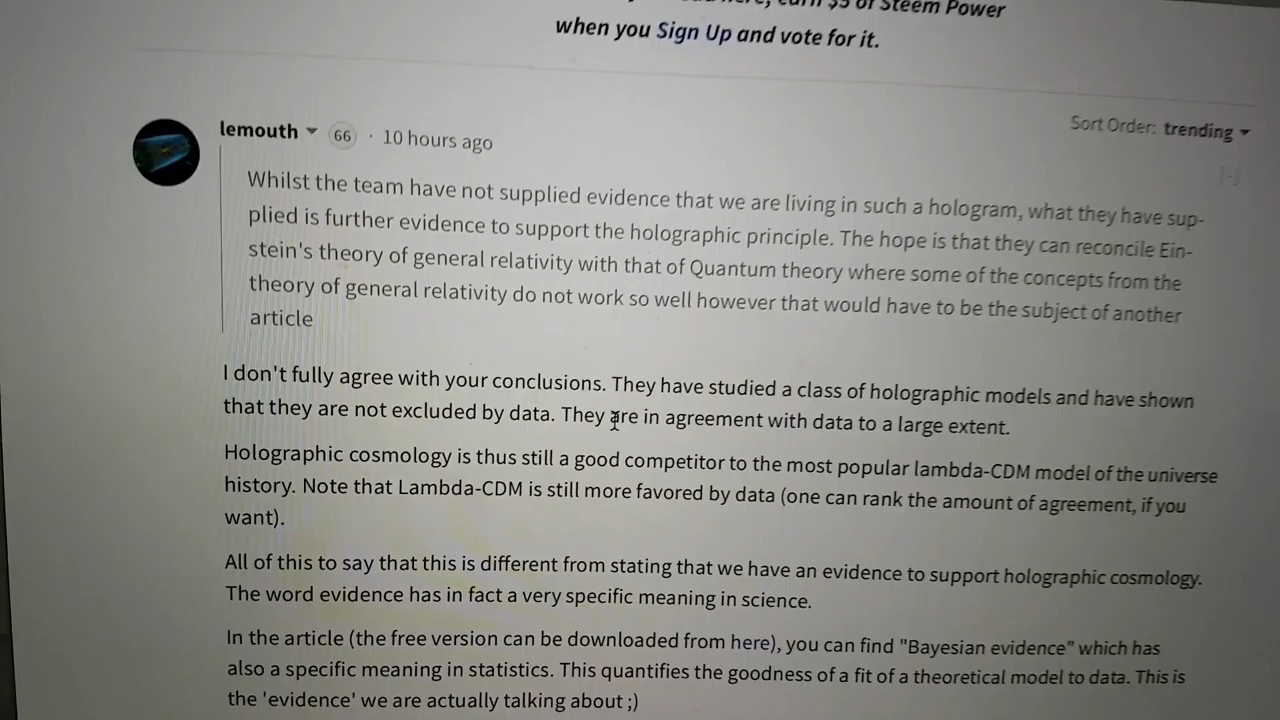 earn $5 of Steem Power
when you Sign Up and vote for it.
Sort Order: trending
lemouth 66 · 10 hours ago
[-]
Whilst the team have not supplied evidence that we are living in such a hologram, what they have sup-
plied is further evidence to support the holographic principle. The hope is that they can reconcile Ein-
stein's theory of general relativity with that of Quantum theory where some of the concepts from the
theory of general relativity do not work so well however that would have to be the subject of another
article
I don't fully agree with your conclusions. They have studied a class of holographic models and have shown
that they are not excluded by data. They are in agreement with data to a large extent.
Holographic cosmology is thus still a good competitor to the most popular lambda-CDM model of the universe
history. Note that Lambda-CDM is still more favored by data (one can rank the amount of agreement, if you
want).
All of this to say that this is different from stating that we have an evidence to support holographic cosmology.
The word evidence has in fact a very specific meaning in science.
In the article (the free version can be downloaded from here), you can find "Bayesian evidence" which has
also a specific meaning in statistics. This quantifies the goodness of a fit of a theoretical model to data. This is
the 'evidence' we are actually talking about ;)